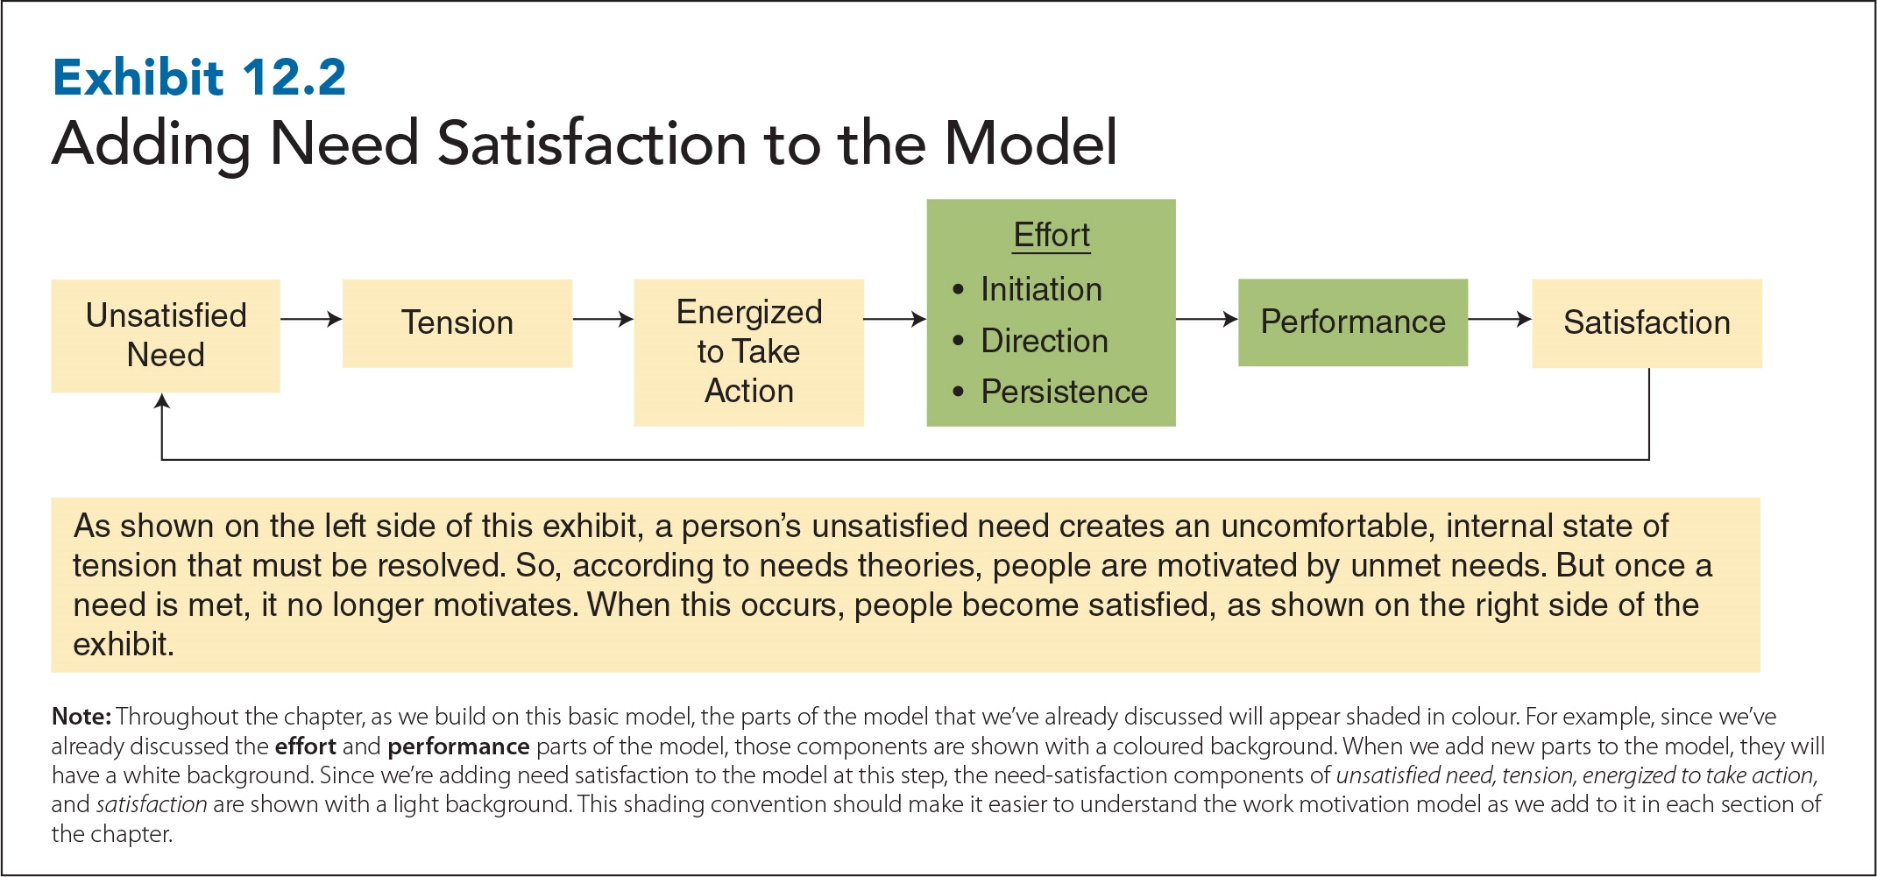 Exhibit 12.2
Adding Need Satisfaction to the Model
Unsatisfied
Need
Tension
Energized
to Take
Action
Effort
• Initiation
• Direction
• Persistence
Performance
Satisfaction
As shown on the left side of this exhibit, a person’s unsatisfied need creates an uncomfortable, internal state of
tension that must be resolved. So, according to needs theories, people are motivated by unmet needs. But once a
need is met, it no longer motivates. When this occurs, people become satisfied, as shown on the right side of the
exhibit.
Note: Throughout the chapter, as we build on this basic model, the parts of the model that we’ve already discussed will appear shaded in colour. For example, since we’ve
already discussed the effort and performance parts of the model, those components are shown with a coloured background. When we add new parts to the model, they will
have a white background. Since we’re adding need satisfaction to the model at this step, the need-satisfaction components of unsatisfied need, tension, energized to take action,
and satisfaction are shown with a light background. This shading convention should make it easier to understand the work motivation model as we add to it in each section of
the chapter.